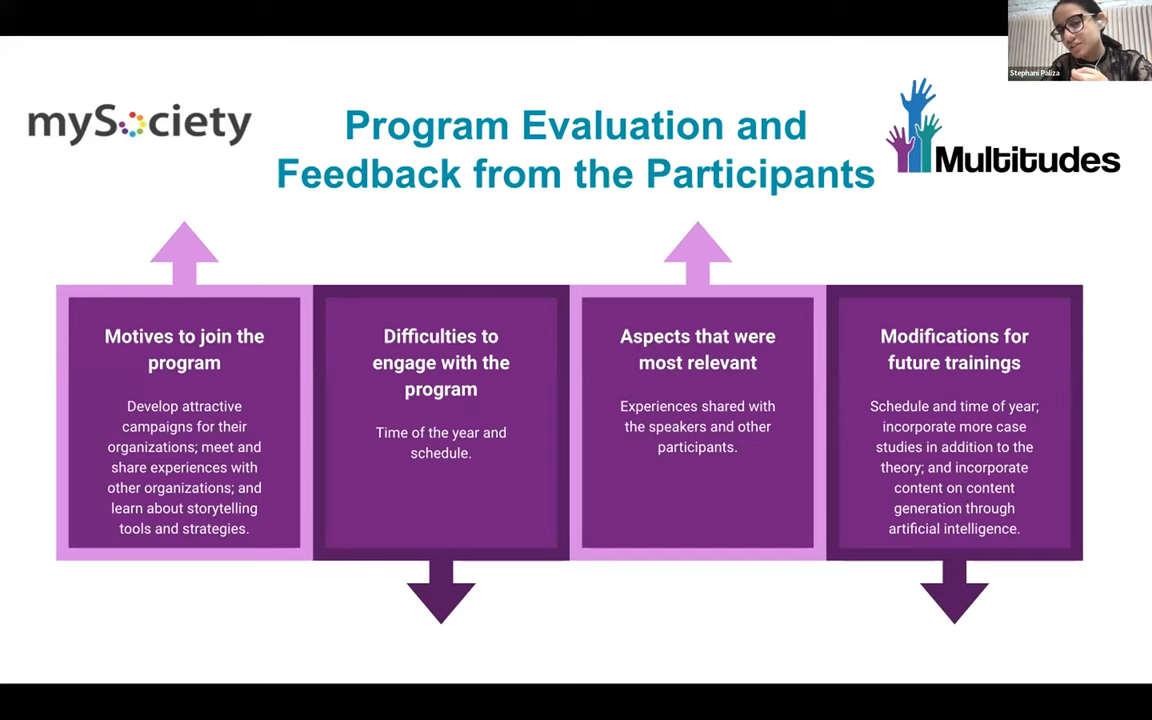 Stephani Paliza
mySociety
Program Evaluation and
Feedback from the Participants
Multitudes
Motives to join the
program
Develop attractive
campaigns for their
organizations; meet and
share experiences with
other organizations; and
learn about storytelling
tools and strategies.
Difficulties to
engage with the
program
Time of the year and
schedule.
Aspects that were
most relevant
Experiences shared with
the speakers and other
participants.
Modifications for
future trainings
Schedule and time of year;
incorporate more case
studies in addition to the
theory; and incorporate
content on content
generation through
artificial intelligence.